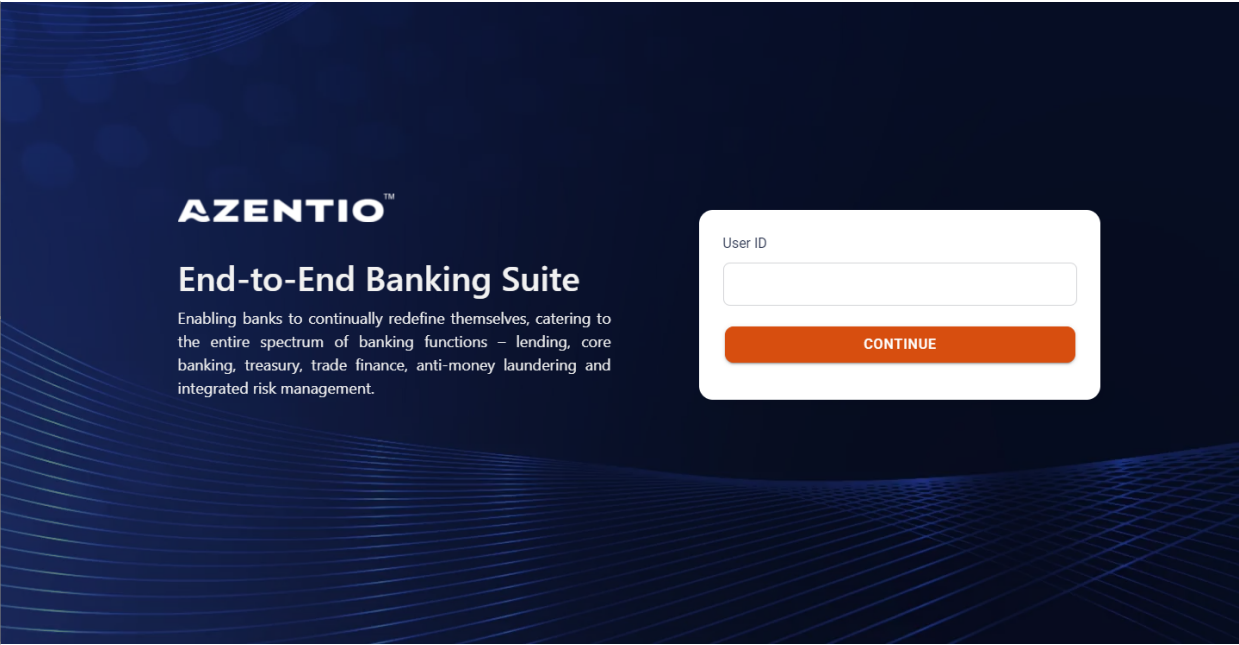 AZENTIO™
End-to-End Banking Suite
Enabling banks to continually redefine themselves, catering to
the entire spectrum of banking functions – lending, core
banking, treasury, trade finance, anti-money laundering and
integrated risk management.
User ID
CONTINUE